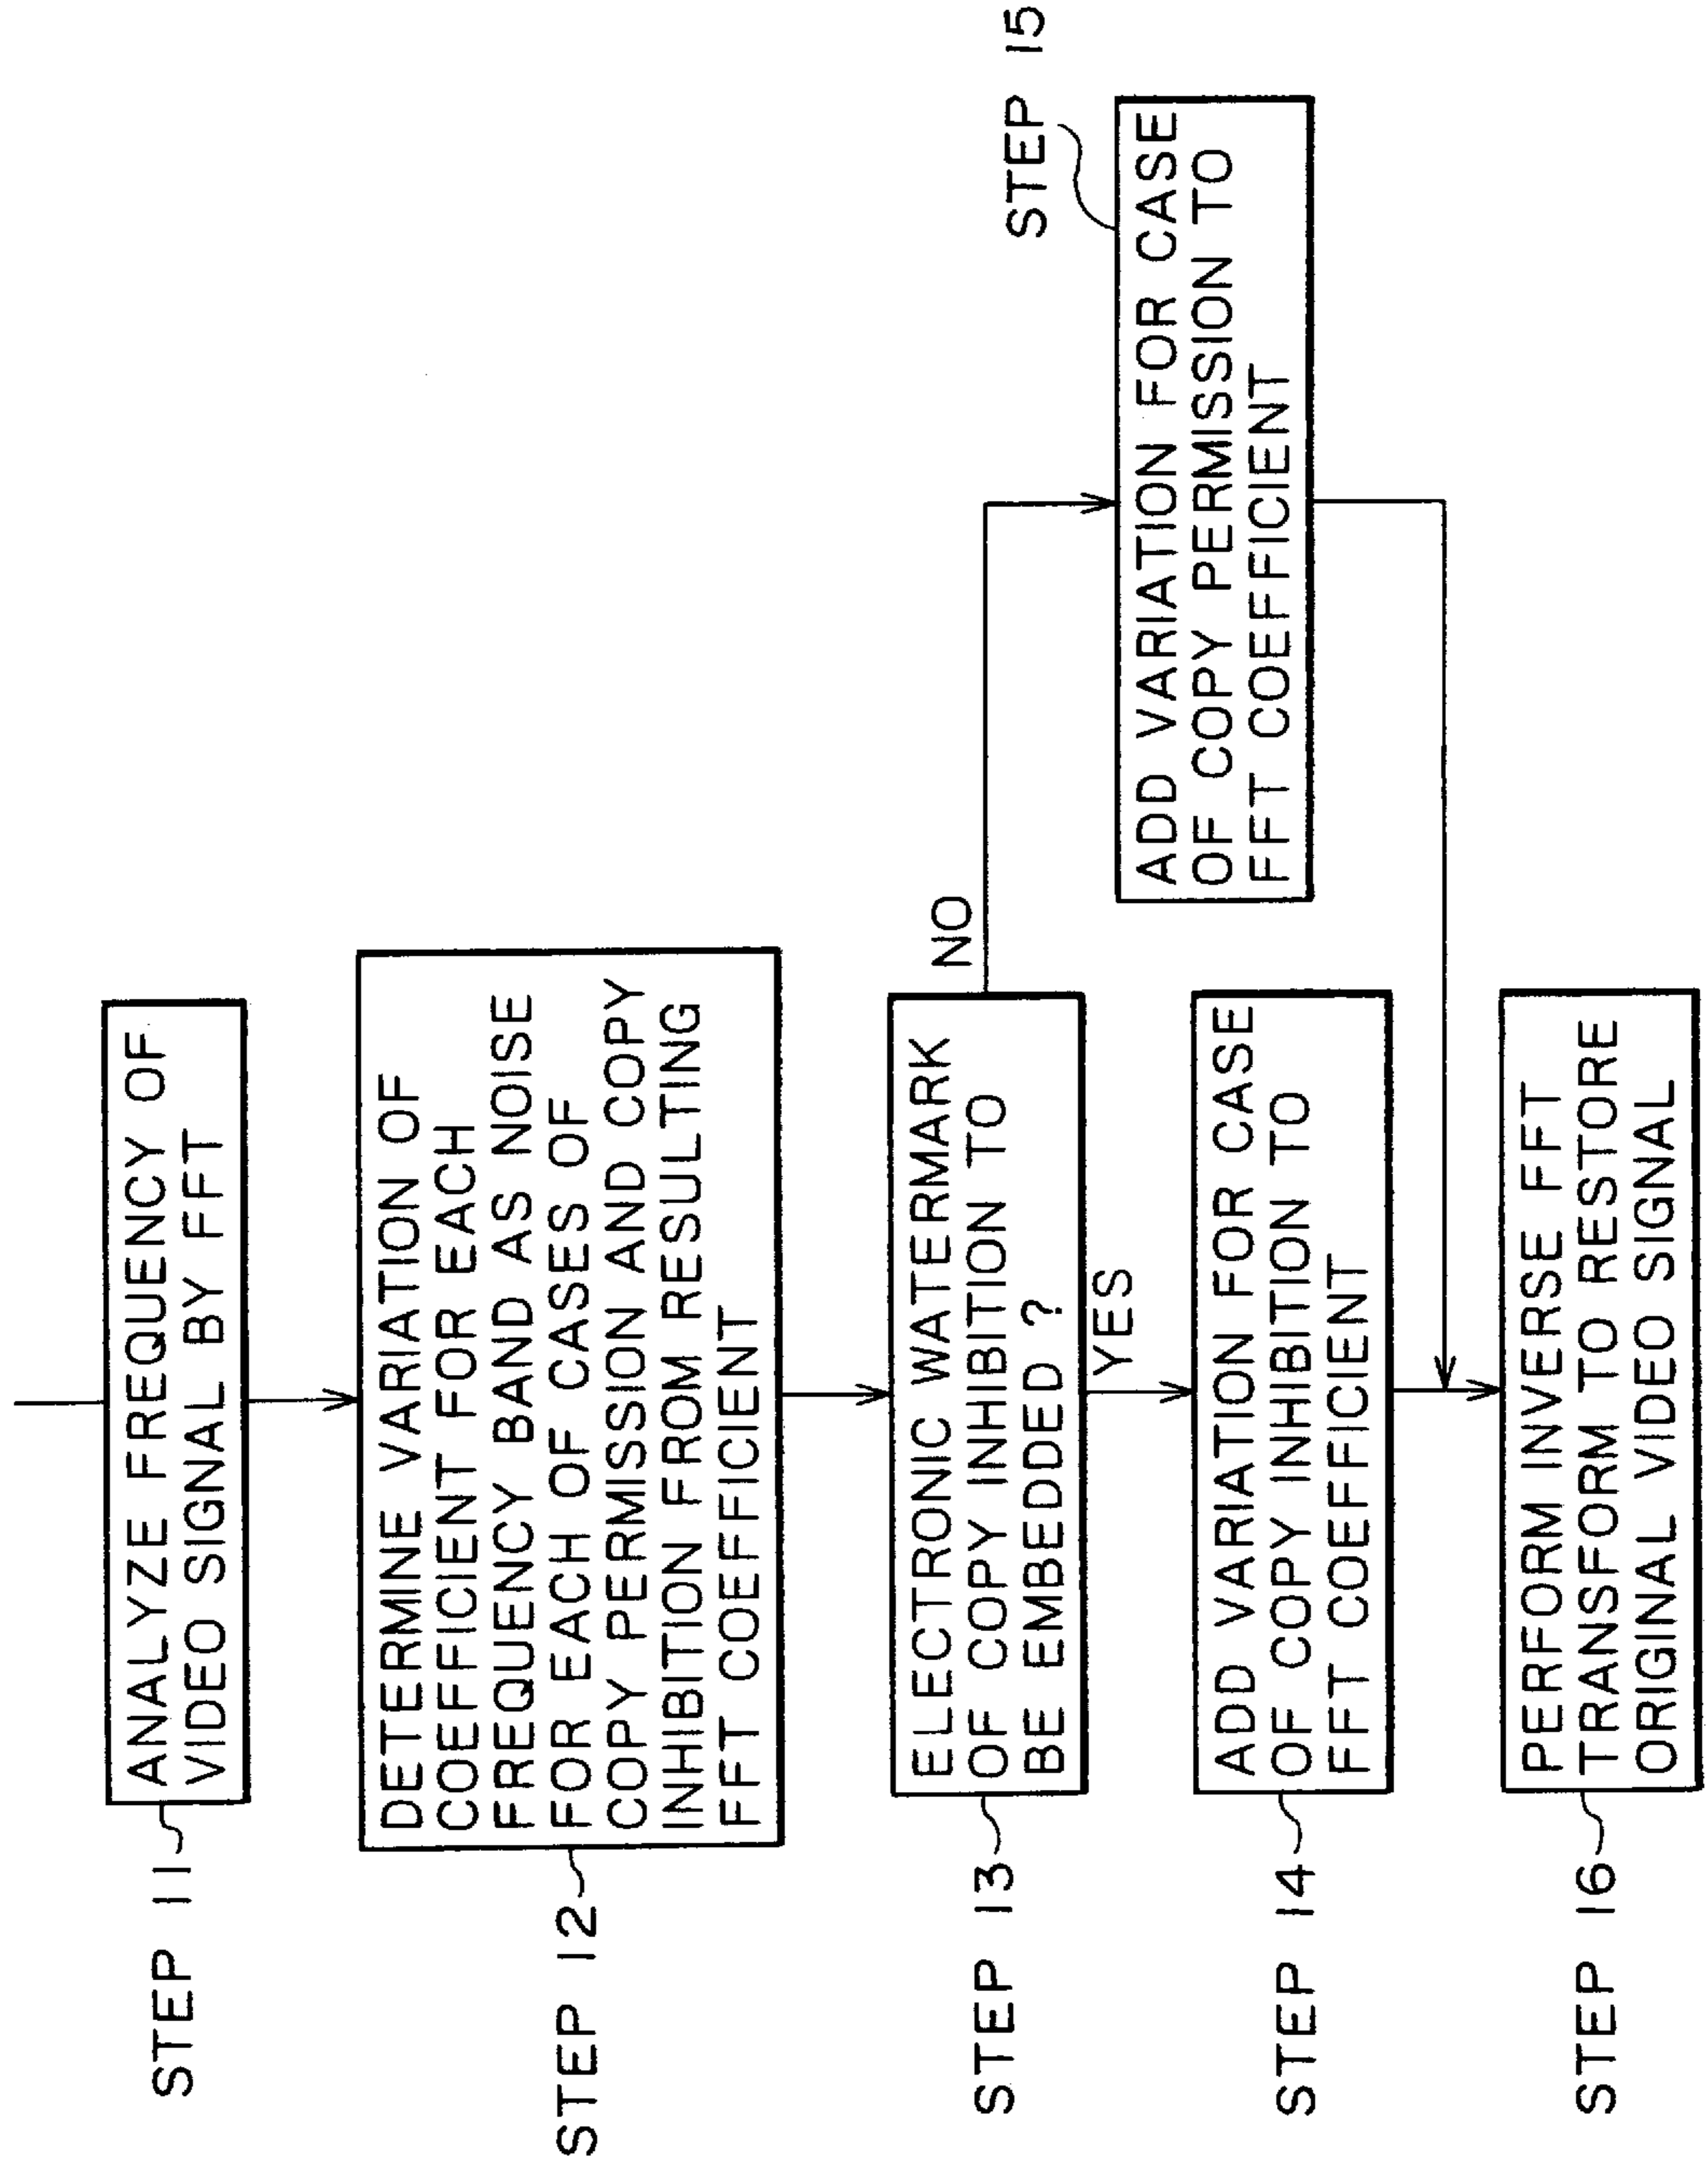 STEP 11
ANALYZE FREQUENCY OF
VIDEO SIGNAL BY FFT
STEP 12
DETERMINE VARIATION OF
COEFFICIENT FOR EACH
FREQUENCY BAND AS NOISE
FOR EACH OF CASES OF
COPY PERMISSION AND COPY
INHIBITION FROM RESULTING
FFT COEFFICIENT
STEP 13
ELECTRONIC WATERMARK
OF COPY INHIBITION TO
BE EMBEDDED ?
NO
YES
STEP 14
ADD VARIATION FOR CASE
OF COPY INHIBITION TO
FFT COEFFICIENT
STEP 15
ADD VARIATION FOR CASE
OF COPY PERMISSION TO
FFT COEFFICIENT
STEP 16
PERFORM INVERSE FFT
TRANSFORM TO RESTORE
ORIGINAL VIDEO SIGNAL